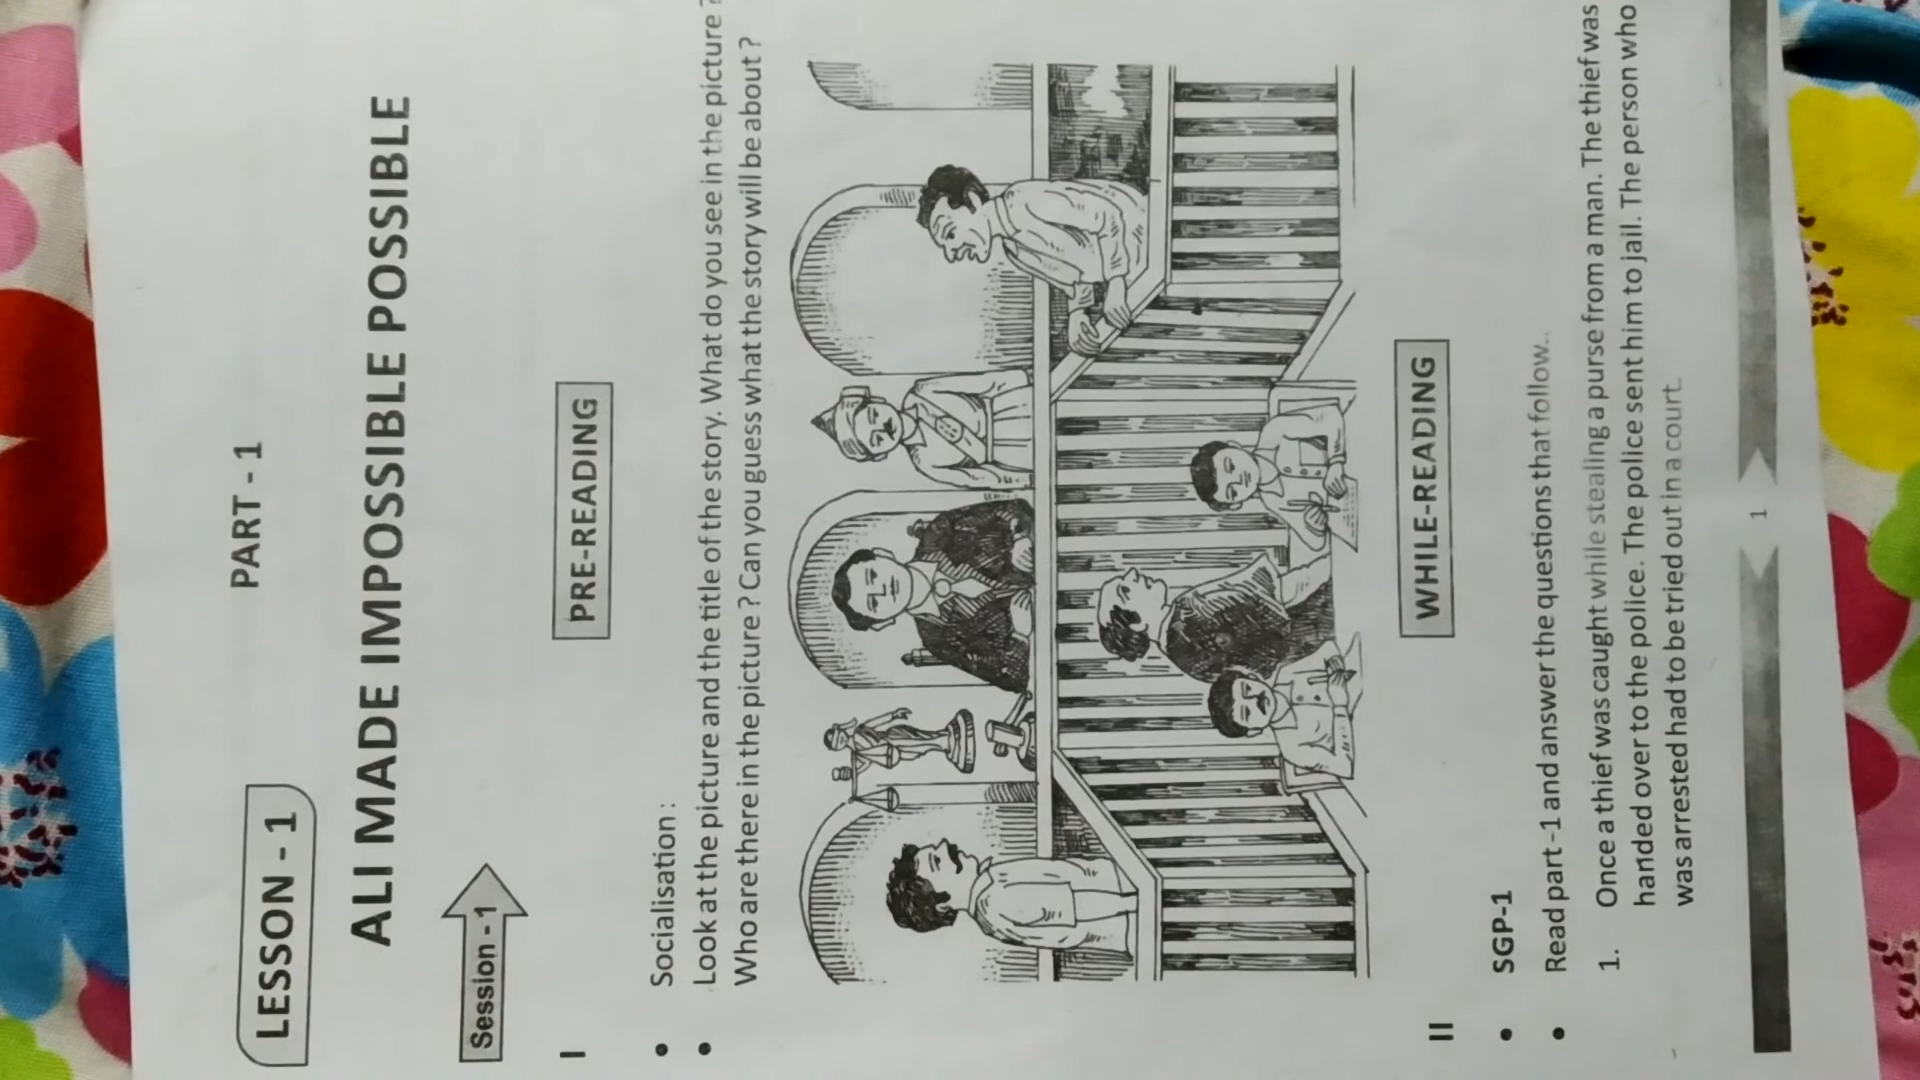 PART - 1
LESSON - 1
ALI MADE IMPOSSIBLE POSSIBLE
Session - 1
I PRE-READING
• Socialisation :
• Look at the picture and the title of the story. What do you see in the picture ?
Who are there in the picture ? Can you guess what the story will be about ?
II WHILE-READING
• SGP-1
• Read part -1 and answer the questions that follow..
1. Once a thief was caught while stealing a purse from a man. The thief was
handed over to the police. The police sent him to jail. The person who
was arrested had to be tried out in a court.
1